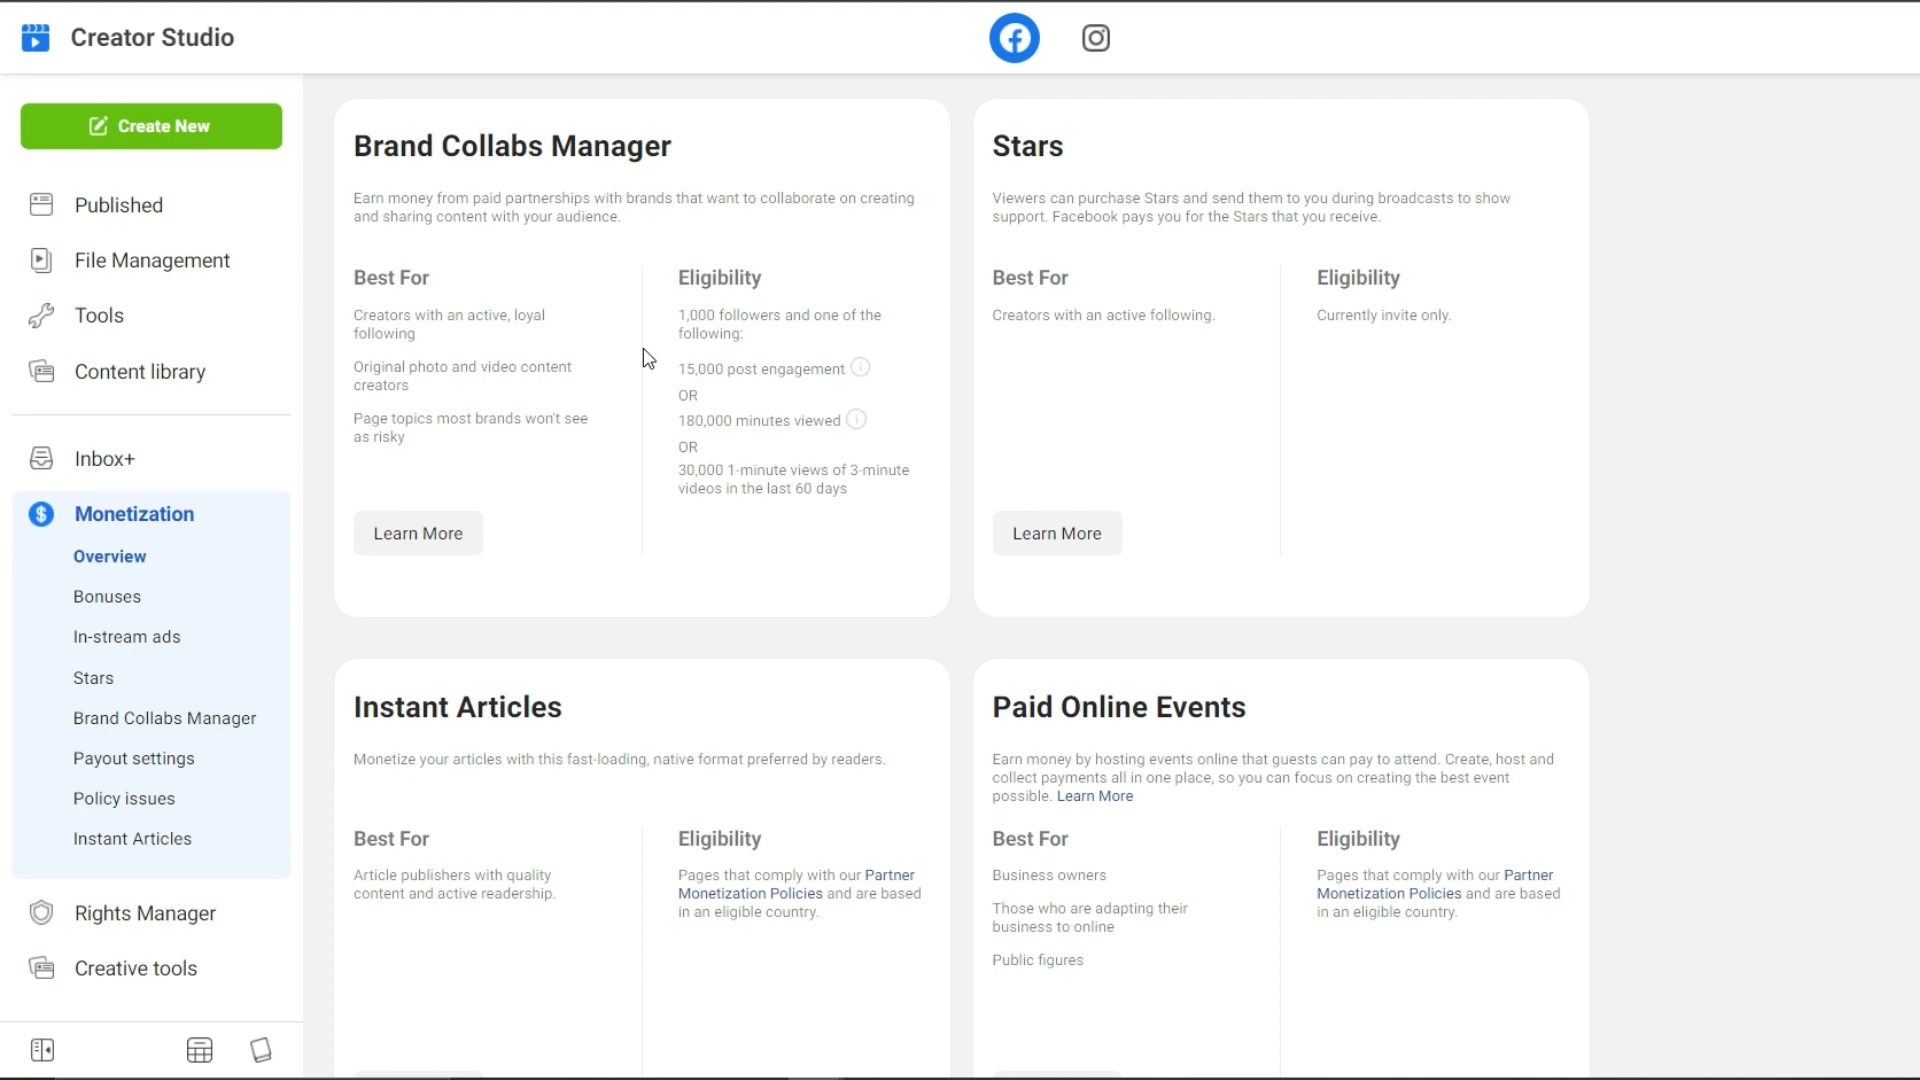 Creator Studio
Create New
Published
File Management
Tools
Content library
Inbox+
Monetization
Overview
Bonuses
In-stream ads
Stars
Brand Collabs Manager
Payout settings
Policy issues
Instant Articles
Rights Manager
Creative tools
Brand Collabs Manager
Earn money from paid partnerships with brands that want to collaborate on creating
and sharing content with your audience.
Best For
Creators with an active, loyal
following
Original photo and video content
creators
Page topics most brands won't see
as risky
Eligibility
1,000 followers and one of the
following:
15,000 post engagement
OR
180,000 minutes viewed
OR
30,000 1-minute views of 3-minute
videos in the last 60 days
Learn More
Stars
Viewers can purchase Stars and send them to you during broadcasts to show
support. Facebook pays you for the Stars that you receive.
Best For
Creators with an active following.
Eligibility
Currently invite only.
Learn More
Instant Articles
Monetize your articles with this fast-loading, native format preferred by readers.
Best For
Article publishers with quality
content and active readership.
Eligibility
Pages that comply with our Partner
Monetization Policies and are based
in an eligible country.
Paid Online Events
Earn money by hosting events online that guests can pay to attend. Create, host and
collect payments all in one place, so you can focus on creating the best event
possible. Learn More
Best For
Business owners
Those who are adapting their
business to online
Public figures
Eligibility
Pages that comply with our Partner
Monetization Policies and are based
in an eligible country.